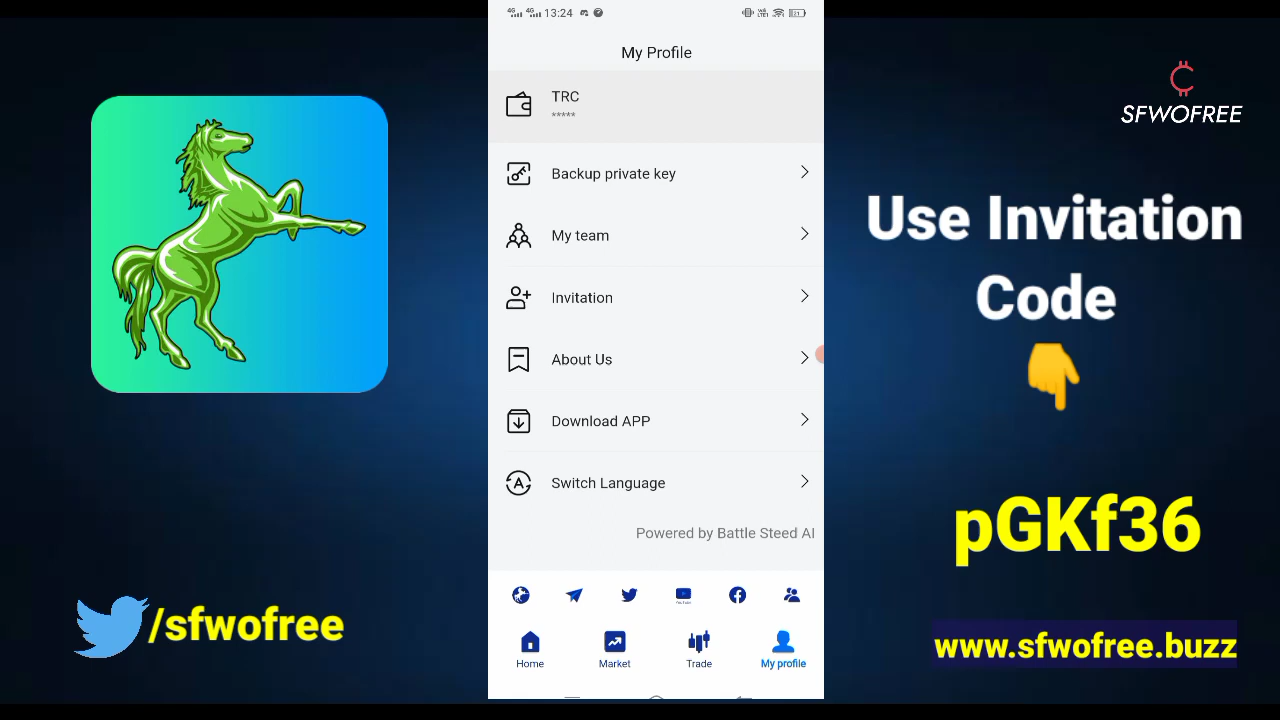 13:24
My Profile
TRC
*****
Backup private key
My team
Invitation
About Us
Download APP
Switch Language
Powered by Battle Steed AI
Home
Market
Trade
My profile
/sfwofree
SFWOFREE
Use Invitation
Code
pGKf36
www.sfwofree.buzz